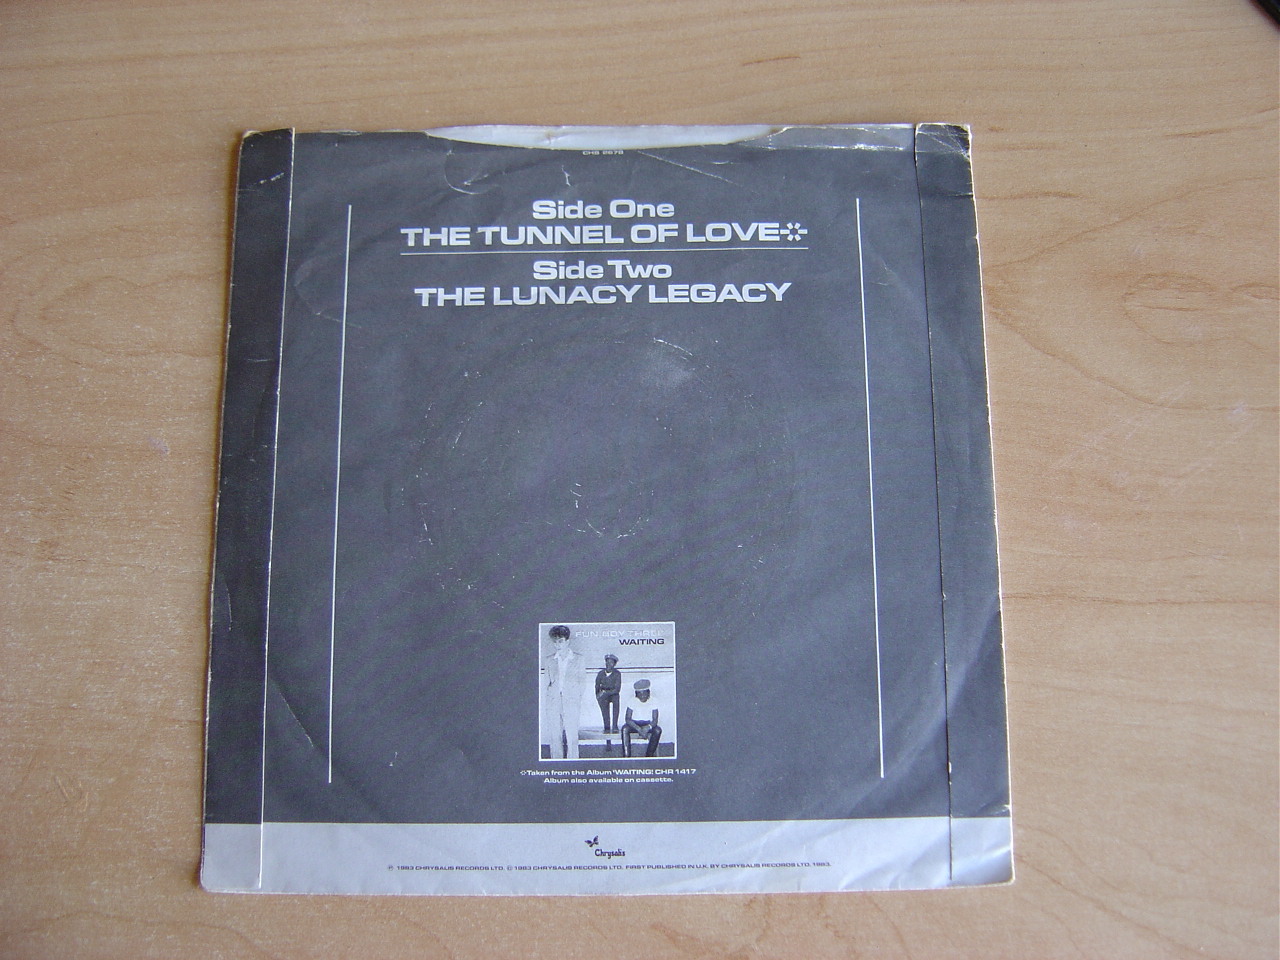 CHS 2678
Side One
THE TUNNEL OF LOVE
Side Two
THE LUNACY LEGACY
FUN BOY THREE
WAITING
Taken from the Album 'WAITING' CHR 1417
Album also available on cassette.
Chrysalis
℗ 1983 CHRYSALIS RECORDS LTD. © 1983 CHRYSALIS RECORDS LTD. FIRST PUBLISHED IN U.K. BY CHRYSALIS RECORDS LTD. 1983.